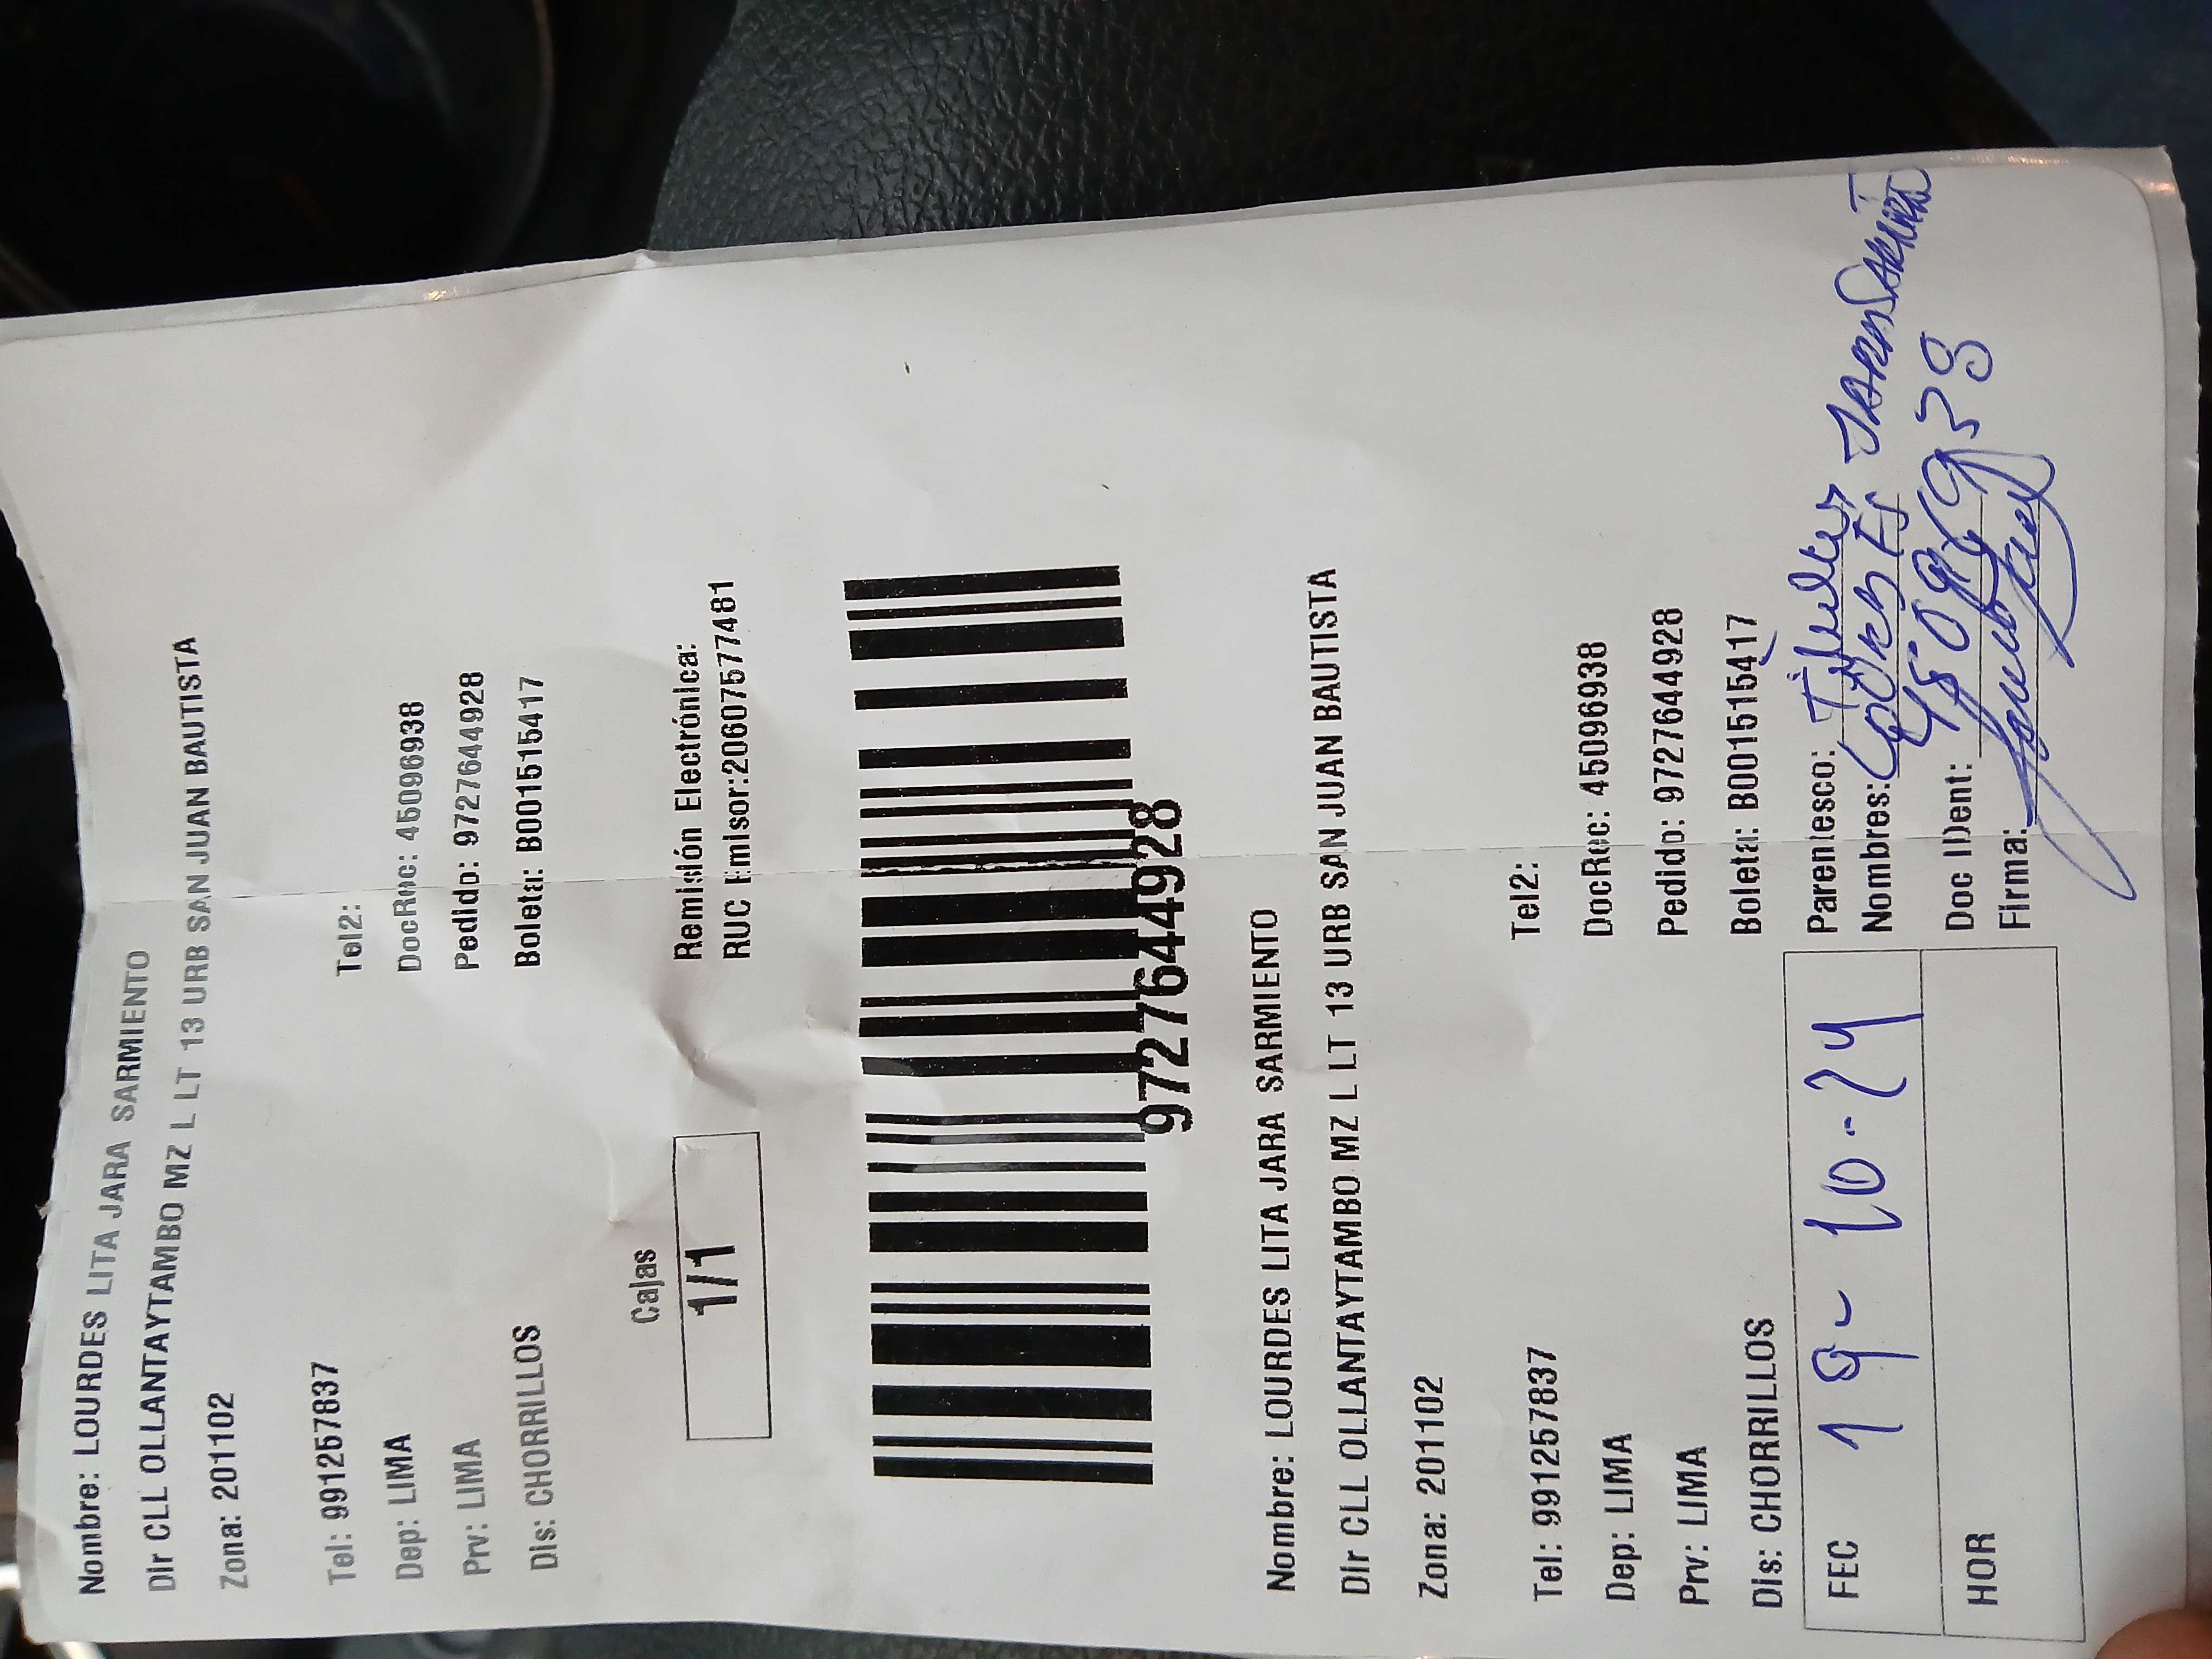 Nombre: LOURDES LITA JARA SARMIENTO
Dir CLL OLLANTAYTAMBO MZ L LT 13 URB SAN JUAN BAUTISTA
Zona: 201102
Tel: 991257837 Tel2:
Dep: LIMA DocRuc: 45096938
Prv: LIMA Pedido: 9727644928
Dis: CHORRILLOS Boleta: B001515417
Cajas Remisión Electrónica:
1/1 RUC Emisor:20607577481
9727644928
Nombre: LOURDES LITA JARA SARMIENTO
Dir CLL OLLANTAYTAMBO MZ L LT 13 URB SAN JUAN BAUTISTA
Zona: 201102
Tel: 991257837 Tel2:
Dep: LIMA DocRuc: 45096938
Prv: LIMA Pedido: 9727644928
Dis: CHORRILLOS Boleta: B001515417
FEC 19-10-24 Parentesco: Titular
Nombres: LOURDES JARA SARMIENTO
HOR Doc IDent: 45096938
Firma: